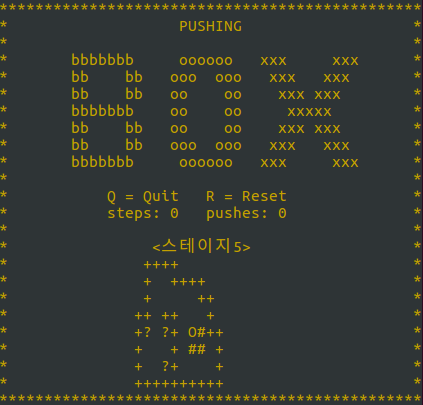 ***********************************************
*                   PUSHING                   *
*                                             *
*       bbbbbbb     oooooo   xxx     xxx      *
*       bb    bb   ooo  ooo   xxx   xxx       *
*       bb    bb   oo    oo    xxx xxx        *
*       bbbbbbb    oo    oo     xxxxx         *
*       bb    bb   oo    oo    xxx xxx        *
*       bb    bb   ooo  ooo   xxx   xxx       *
*       bbbbbbb     oooooo   xxx     xxx      *
*                                             *
*           Q = Quit   R = Reset              *
*           steps: 0   pushes: 0              *
*                                             *
*                <스테이지5>                  *
*               ++++                          *
*               +  ++++                       *
*               +     ++                      *
*              ++ ++   +                      *
*              +? ?+ O#++                     *
*              +   + ## +                     *
*              +  ?+    +                     *
*              ++++++++++                     *
***********************************************